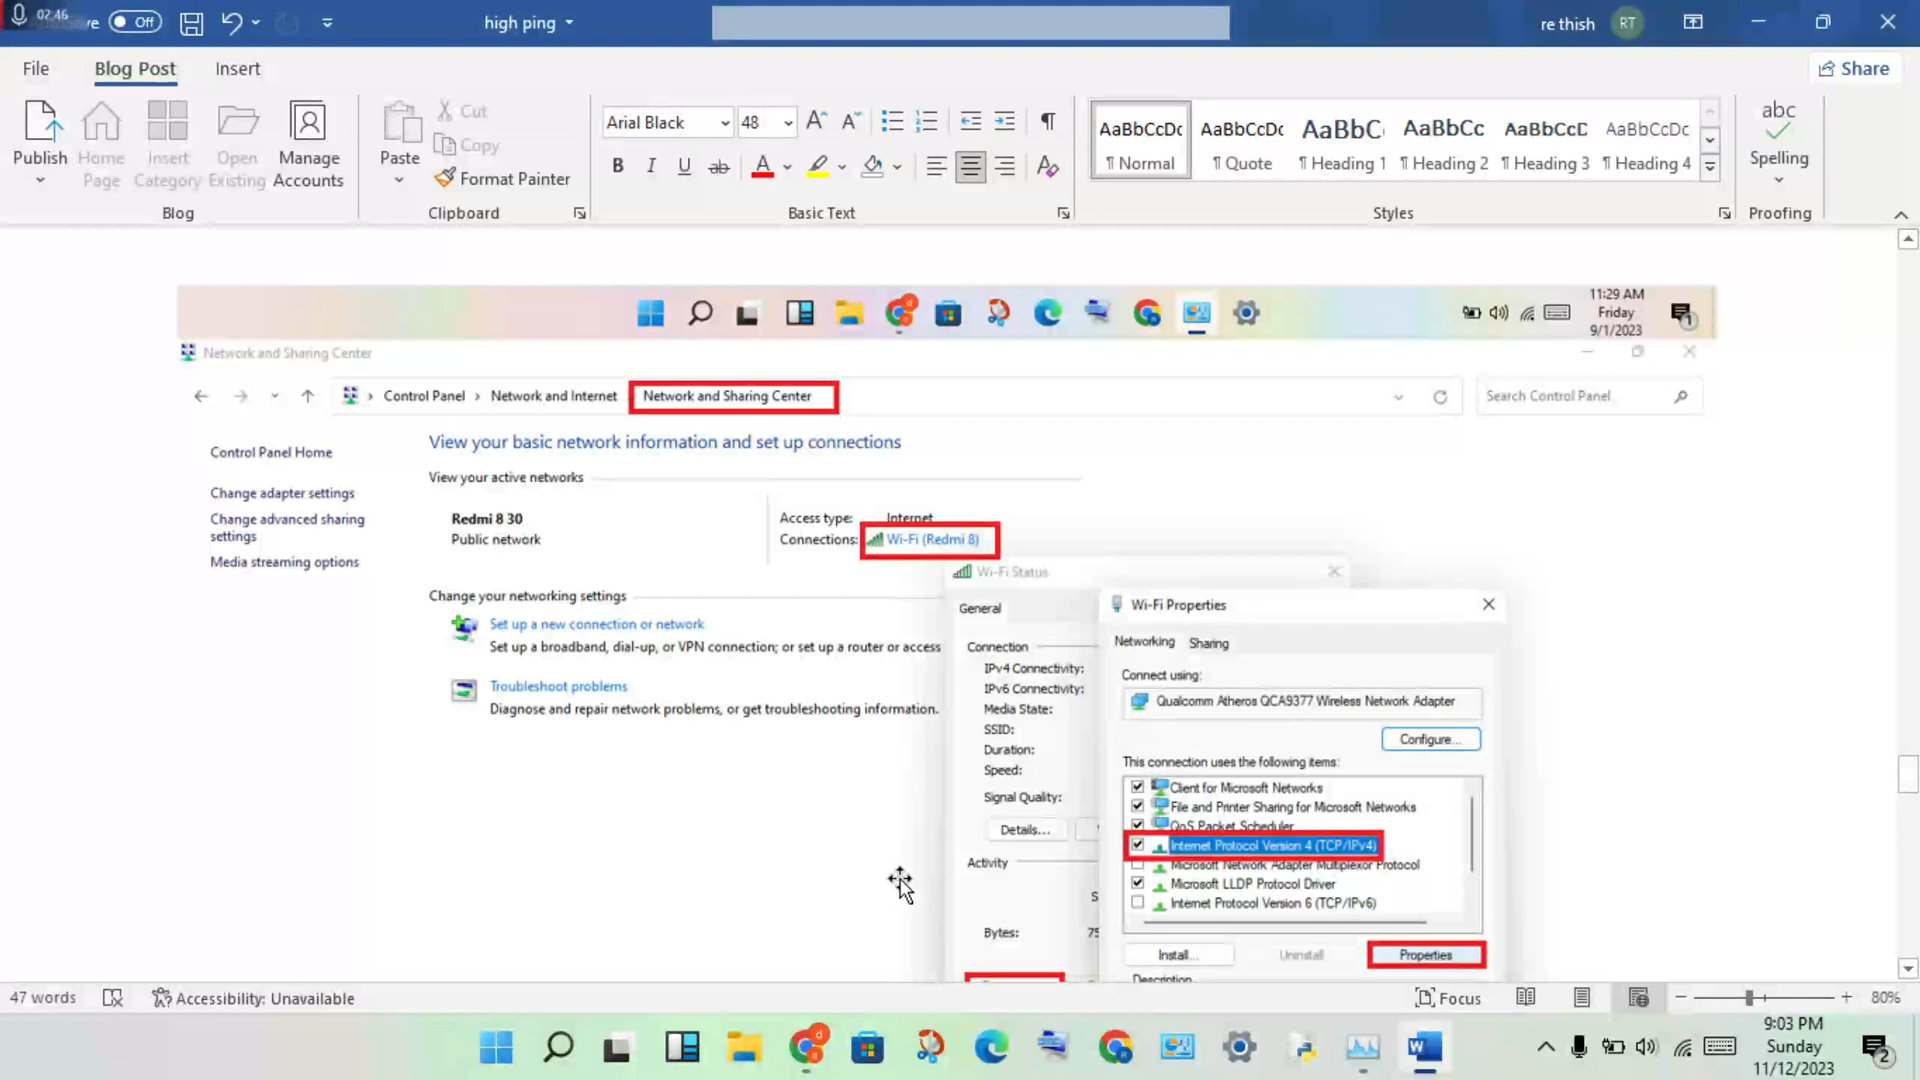 02:46
ve
Off
high ping
re thish
RT
File
Blog Post
Insert
Share
Publish
Home Page
Insert Category
Open Existing
Manage Accounts
Blog
Paste
Cut
Copy
Format Painter
Clipboard
Arial Black
48
Basic Text
AaBbCcDc
¶ Normal
AaBbCcDc
¶ Quote
AaBbC
¶ Heading 1
AaBbCc
¶ Heading 2
AaBbCcD
¶ Heading 3
AaBbCcDc
¶ Heading 4
Styles
abc
Spelling
Proofing
11:29 AM
Friday
9/1/2023
1
Network and Sharing Center
Control Panel > Network and Internet
Network and Sharing Center
Search Control Panel
Control Panel Home
Change adapter settings
Change advanced sharing
settings
Media streaming options
View your basic network information and set up connections
View your active networks
Redmi 8 30
Public network
Access type: Internet
Connections: Wi-Fi (Redmi 8)
Change your networking settings
Set up a new connection or network
Set up a broadband, dial-up, or VPN connection; or set up a router or access
Troubleshoot problems
Diagnose and repair network problems, or get troubleshooting information.
Wi-Fi Status
General
Connection
IPv4 Connectivity:
IPv6 Connectivity:
Media State:
SSID:
Duration:
Speed:
Signal Quality:
Details...
Activity
S
Bytes: 75
Wi-Fi Properties
Networking
Sharing
Connect using:
Qualcomm Atheros QCA9377 Wireless Network Adapter
Configure...
This connection uses the following items:
Client for Microsoft Networks
File and Printer Sharing for Microsoft Networks
QoS Packet Scheduler
Internet Protocol Version 4 (TCP/IPv4)
Microsoft Network Adapter Multiplexor Protocol
Microsoft LLDP Protocol Driver
Internet Protocol Version 6 (TCP/IPv6)
Install...
Uninstall
Properties
Description
47 words
Accessibility: Unavailable
Focus
80%
9:03 PM
Sunday
11/12/2023
2